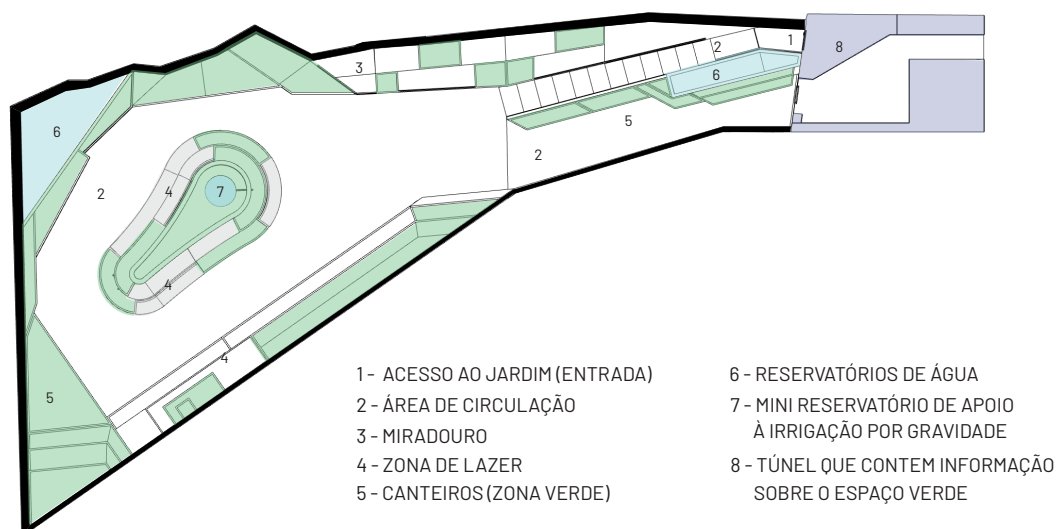 1
8
2
3
6
6
5
2
2
4
7
4
4
5
1 - ACESSO AO JARDIM (ENTRADA)
2 - ÁREA DE CIRCULAÇÃO
3 - MIRADOURO
4 - ZONA DE LAZER
5 - CANTEIROS (ZONA VERDE)
6 - RESERVATÓRIOS DE ÁGUA
7 - MINI RESERVATÓRIO DE APOIO
À IRRIGAÇÃO POR GRAVIDADE
8 - TÚNEL QUE CONTEM INFORMAÇÃO
SOBRE O ESPAÇO VERDE